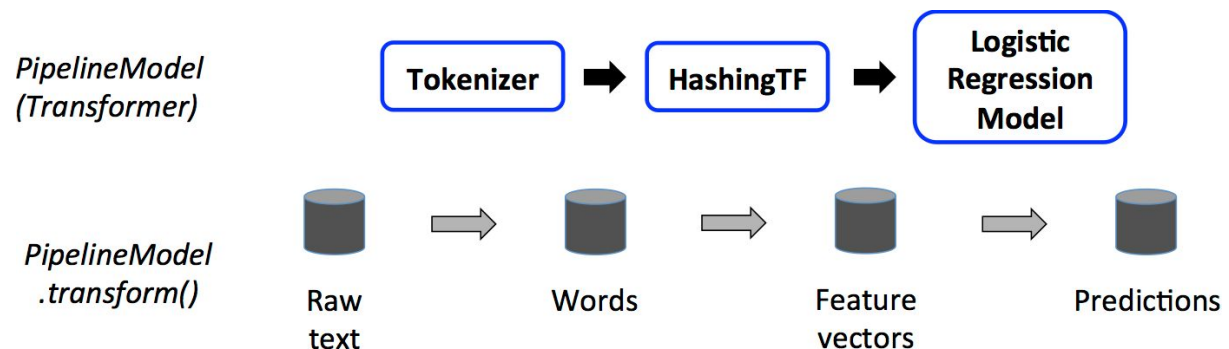 PipelineModel
(Transformer)
Tokenizer
HashingTF
Logistic
Regression
Model
PipelineModel
.transform()
Raw
text
Words
Feature
vectors
Predictions